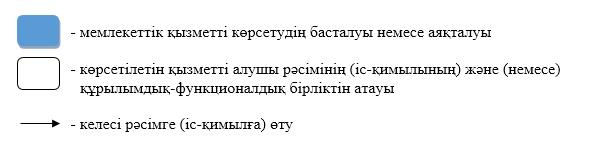 - мемлекеттік қызметті көрсетудің басталуы немесе аяқталуы
- көрсетілетін қызметті алушы рәсімінің (іс-қимылының) және (немесе)
құрылымдық-функционалдық бірліктін атауы
- келесі рәсімге (іс-қимылға) өту